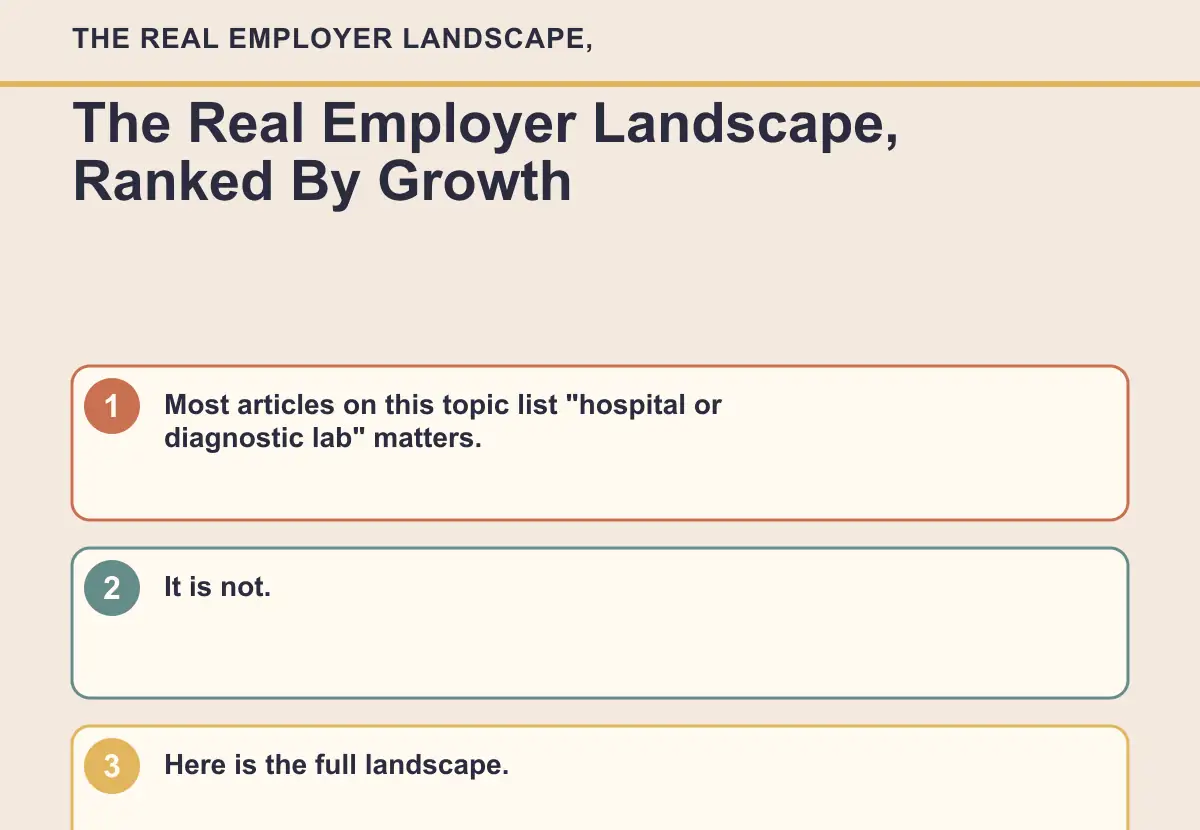 THE REAL EMPLOYER LANDSCAPE,
The Real Employer Landscape,
Ranked By Growth
1
Most articles on this topic list "hospital or
diagnostic lab" matters.
2
It is not.
3
Here is the full landscape.